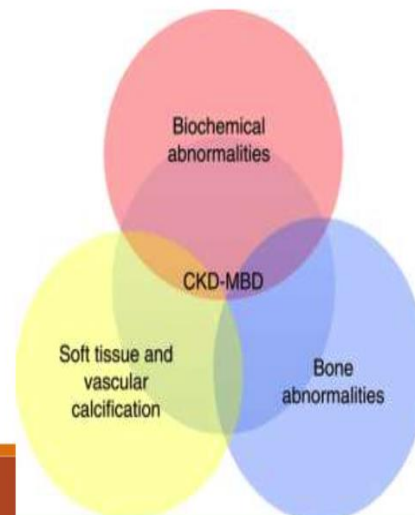 Biochemical
abnormalities
CKD-MBD
Soft tissue and
vascular
calcification
Bone
abnormalities